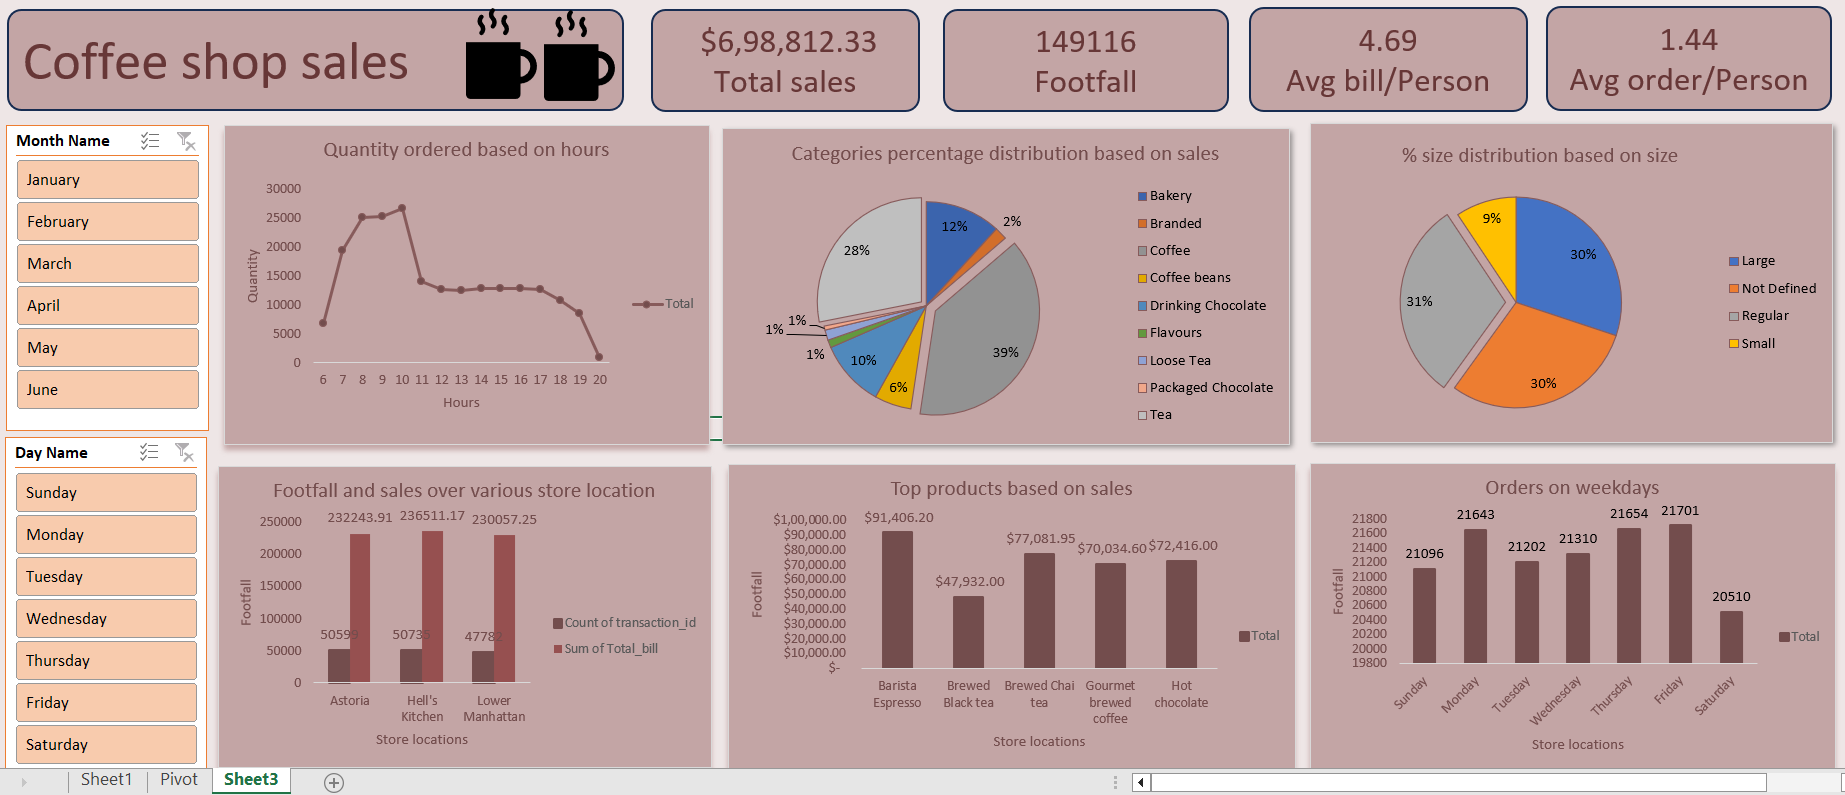 Coffee shop sales
$6,98,812.33
Total sales
149116
Footfall
4.69
Avg bill/Person
1.44
Avg order/Person
Month Name
January
February
March
April
May
June
Day Name
Sunday
Monday
Tuesday
Wednesday
Thursday
Friday
Saturday
Quantity ordered based on hours
30000
25000
20000
15000
10000
5000
0
Quantity
6 7 8 9 10 11 12 13 14 15 16 17 18 19 20
Hours
Total
Categories percentage distribution based on sales
12%
2%
39%
6%
10%
1%
1%
1%
28%
Bakery
Branded
Coffee
Coffee beans
Drinking Chocolate
Flavours
Loose Tea
Packaged Chocolate
Tea
% size distribution based on size
30%
30%
31%
9%
Large
Not Defined
Regular
Small
Footfall and sales over various store location
250000
200000
150000
100000
50000
0
Footfall
232243.91 236511.17 230057.25
50599 50735 47782
Astoria
Hell's
Kitchen
Lower
Manhattan
Store locations
Count of transaction_id
Sum of Total_bill
Top products based on sales
$1,00,000.00
$90,000.00
$80,000.00
$70,000.00
$60,000.00
$50,000.00
$40,000.00
$30,000.00
$20,000.00
$10,000.00
$-
Footfall
$91,406.20
$47,932.00
$77,081.95
$70,034.60
$72,416.00
Barista
Espresso
Brewed
Black tea
Brewed Chai
tea
Gourmet
brewed
coffee
Hot
chocolate
Store locations
Total
Orders on weekdays
21800
21600
21400
21200
21000
20800
20600
20400
20200
20000
19800
Footfall
21096
21643
21202
21310
21654
21701
20510
Sunday
Monday
Tuesday
Wednesday
Thursday
Friday
Saturday
Store locations
Total
Sheet1
Pivot
Sheet3